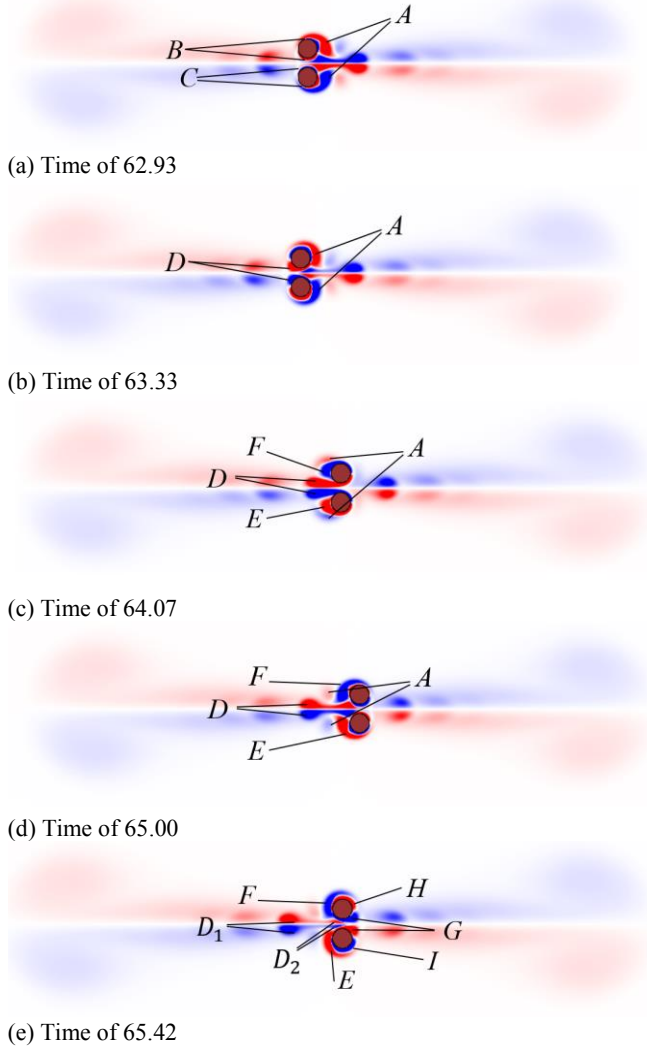 A
B
C
(a) Time of 62.93
A
D
(b) Time of 63.33
F
A
D
E
(c) Time of 64.07
F
A
D
E
(d) Time of 65.00
F
H
D₁
G
D₂
I
E
(e) Time of 65.42